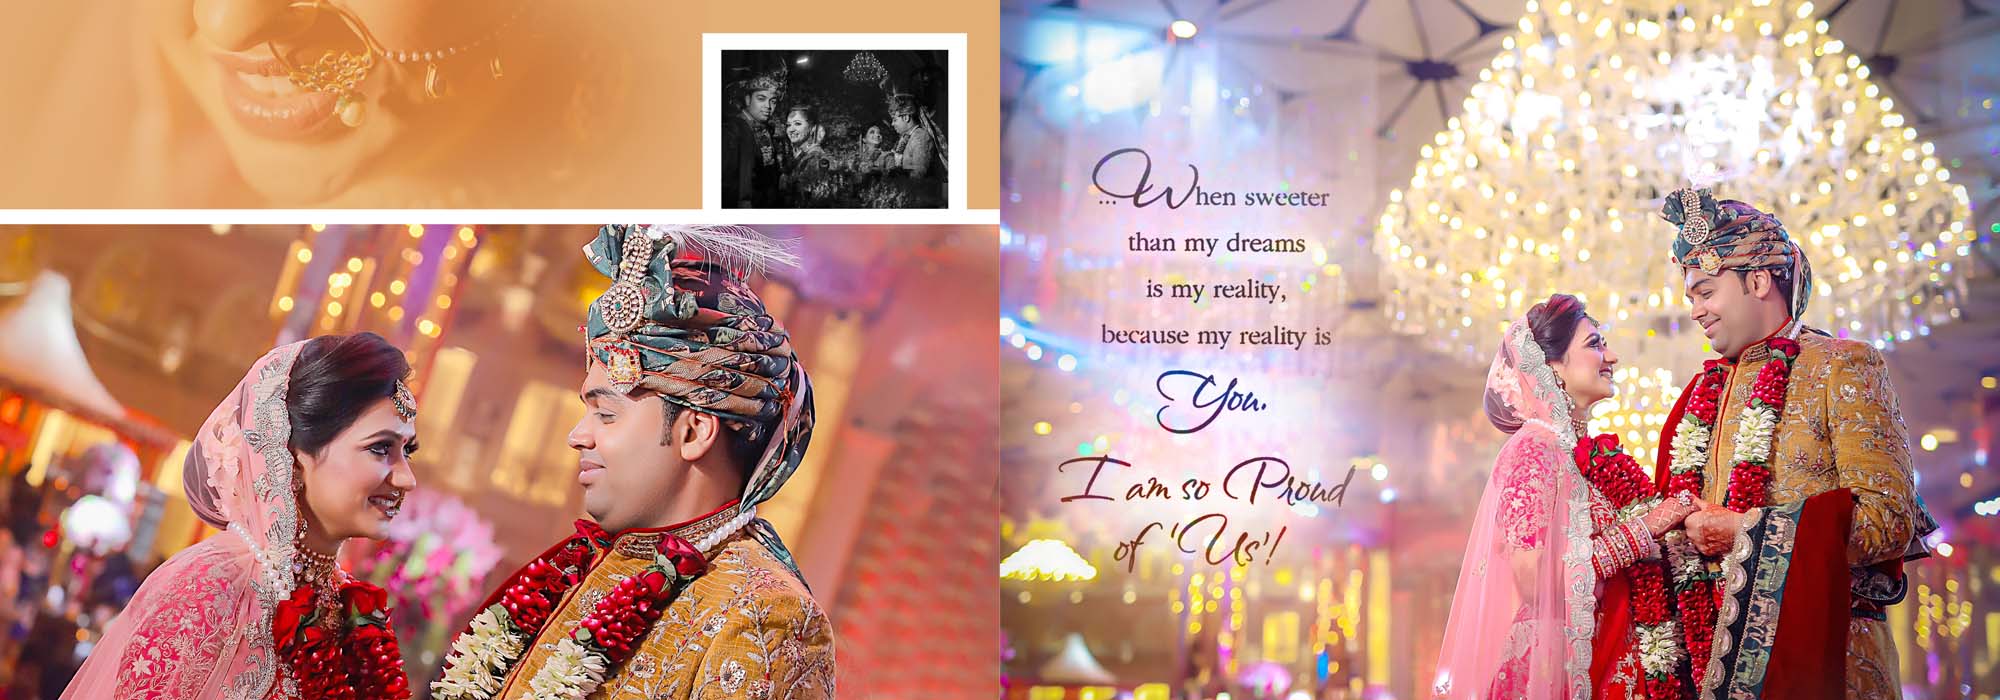 ...When sweeter
than my dreams
is my reality,
because my reality is
You.
I am so Proud
of 'Us'!